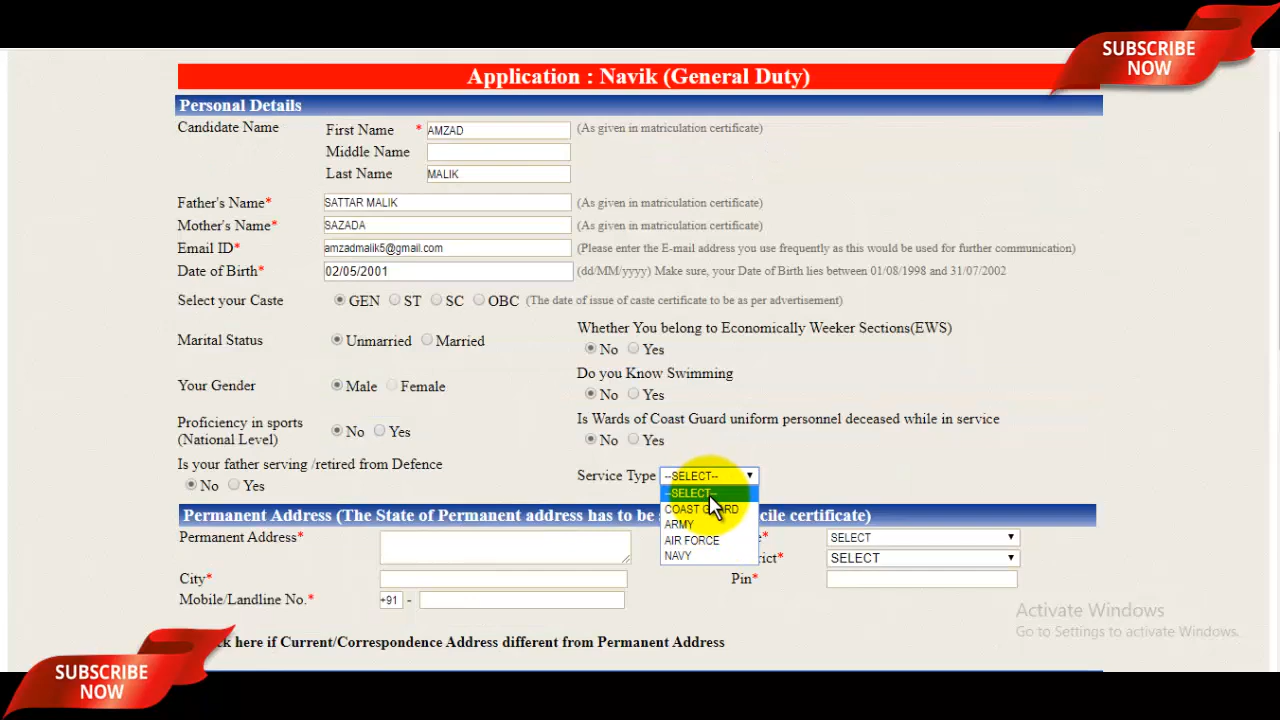 SUBSCRIBE
NOW
Application : Navik (General Duty)
Personal Details
Candidate Name First Name * AMZAD (As given in matriculation certificate)
Middle Name
Last Name MALIK
Father's Name* SATTAR MALIK (As given in matriculation certificate)
Mother's Name* SAZADA (As given in matriculation certificate)
Email ID* amzadmalik5@gmail.com (Please enter the E-mail address you use frequently as this would be used for further communication)
Date of Birth* 02/05/2001 (dd/MM/yyyy) Make sure, your Date of Birth lies between 01/08/1998 and 31/07/2002
Select your Caste GEN ST SC OBC (The date of issue of caste certificate to be as per advertisement)
Marital Status Unmarried Married
Whether You belong to Economically Weeker Sections(EWS)
No Yes
Your Gender Male Female
Do you Know Swimming
No Yes
Proficiency in sports
(National Level) No Yes
Is Wards of Coast Guard uniform personnel deceased while in service
No Yes
Is your father serving /retired from Defence
No Yes
Service Type --SELECT--
--SELECT--
COAST GUARD
ARMY
AIR FORCE
NAVY
Permanent Address (The State of Permanent address has to be cile certificate)
Permanent Address* * SELECT
rict* SELECT
City* Pin*
Mobile/Landline No.* +91 -
Activate Windows
Go to Settings to activate Windows.
k here if Current/Correspondence Address different from Permanent Address
SUBSCRIBE
NOW